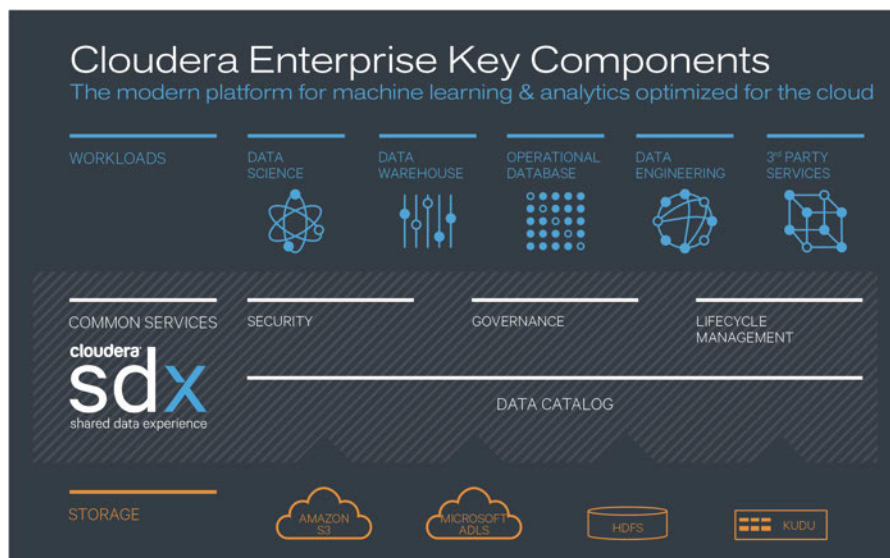 Cloudera Enterprise Key Components
The modern platform for machine learning & analytics optimized for the cloud
WORKLOADS
DATA
SCIENCE
DATA
WAREHOUSE
OPERATIONAL
DATABASE
DATA
ENGINEERING
3rd PARTY
SERVICES
COMMON SERVICES
cloudera
sdx
shared data experience
SECURITY
GOVERNANCE
LIFECYCLE
MANAGEMENT
DATA CATALOG
STORAGE
AMAZON
S3
MICROSOFT
ADLS
HDFS
KUDU